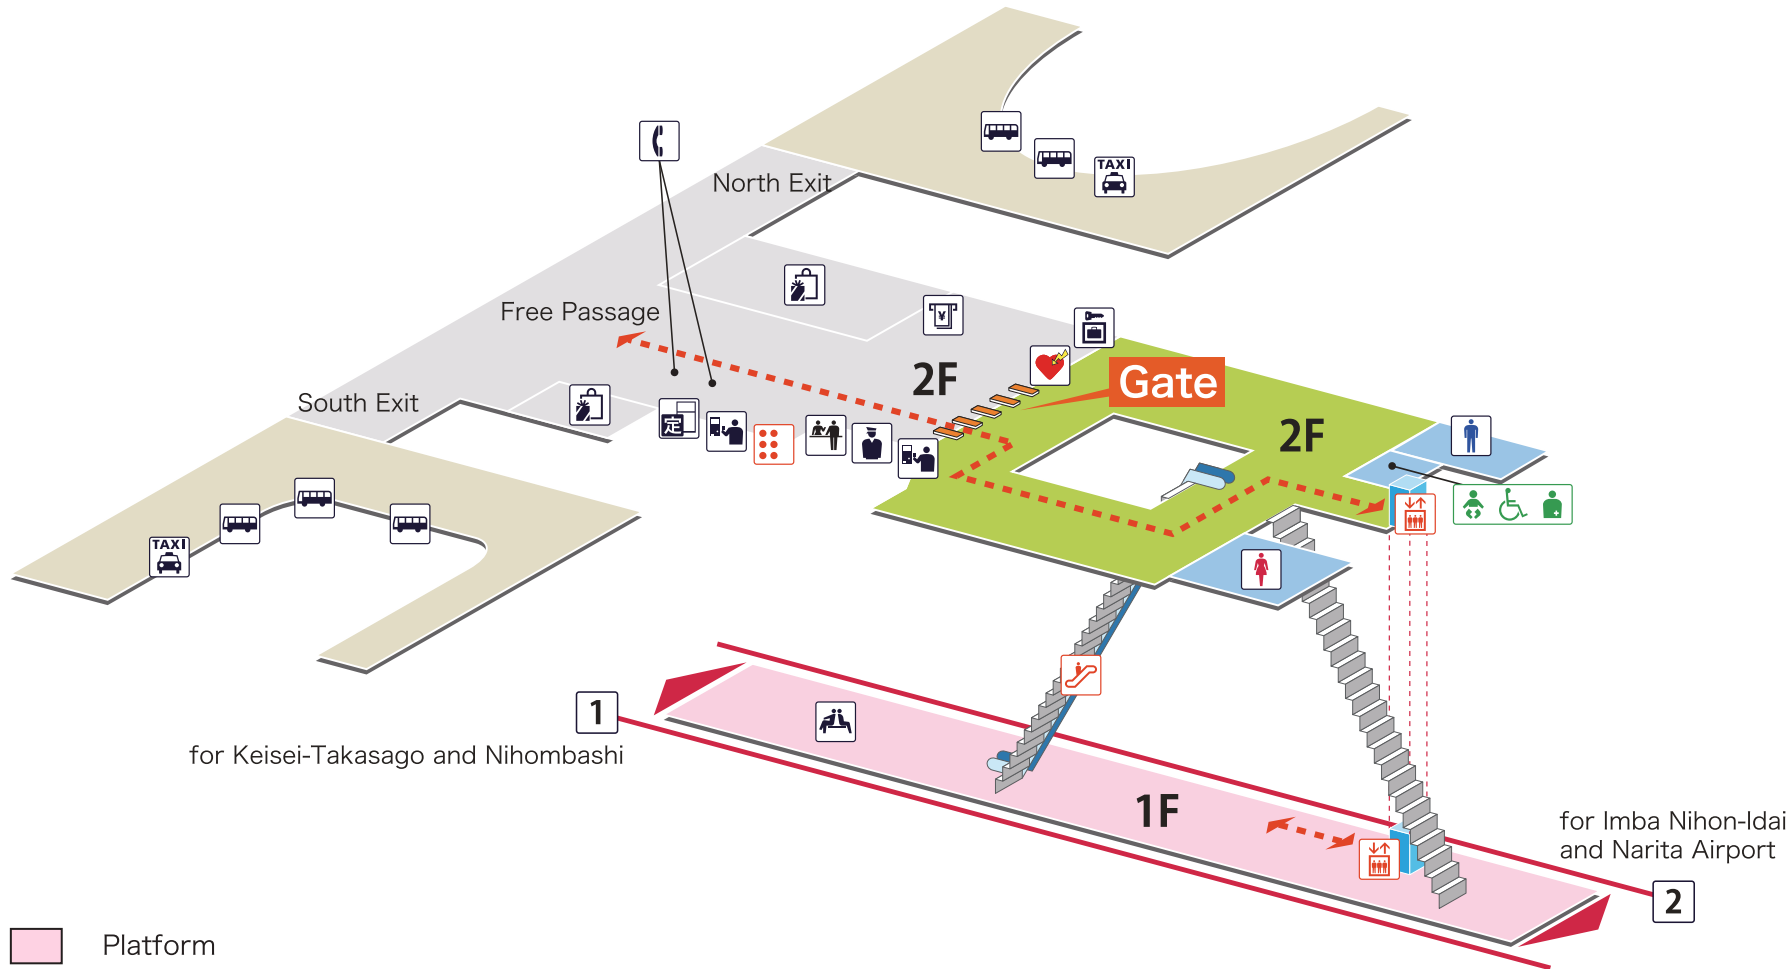 North Exit
TAXI
Free Passage
¥
2F
Gate
South Exit
定
2F
TAXI
1
for Keisei-Takasago and Nihombashi
1F
for Imba Nihon-Idai
and Narita Airport
2
Platform